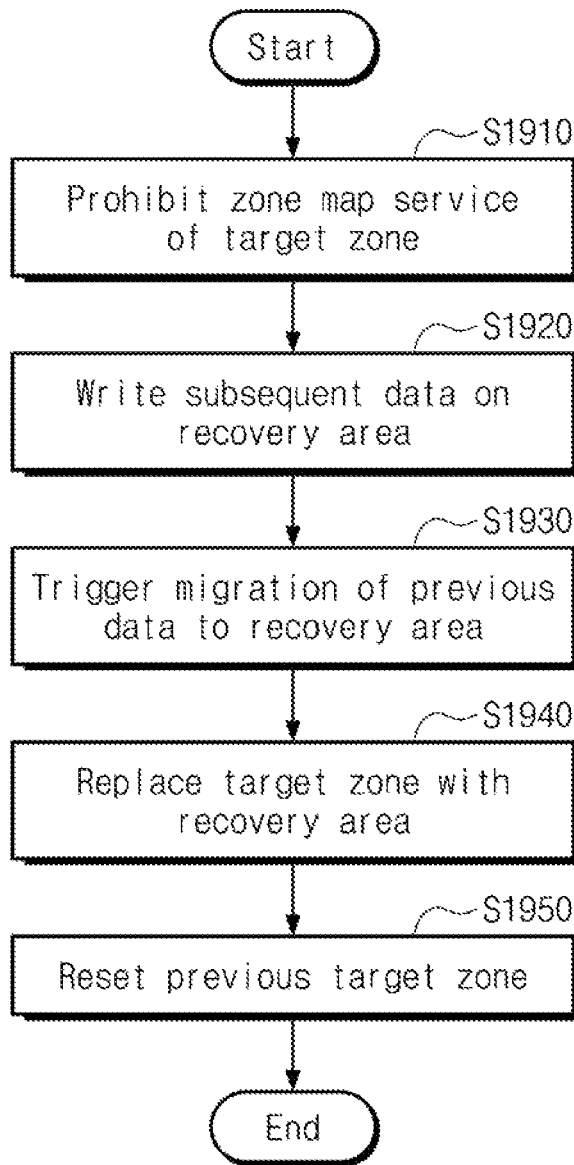 Start
S1910
Prohibit zone map service
of target zone
S1920
Write subsequent data on
recovery area
S1930
Trigger migration of previous
data to recovery area
S1940
Replace target zone with
recovery area
S1950
Reset previous target zone
End